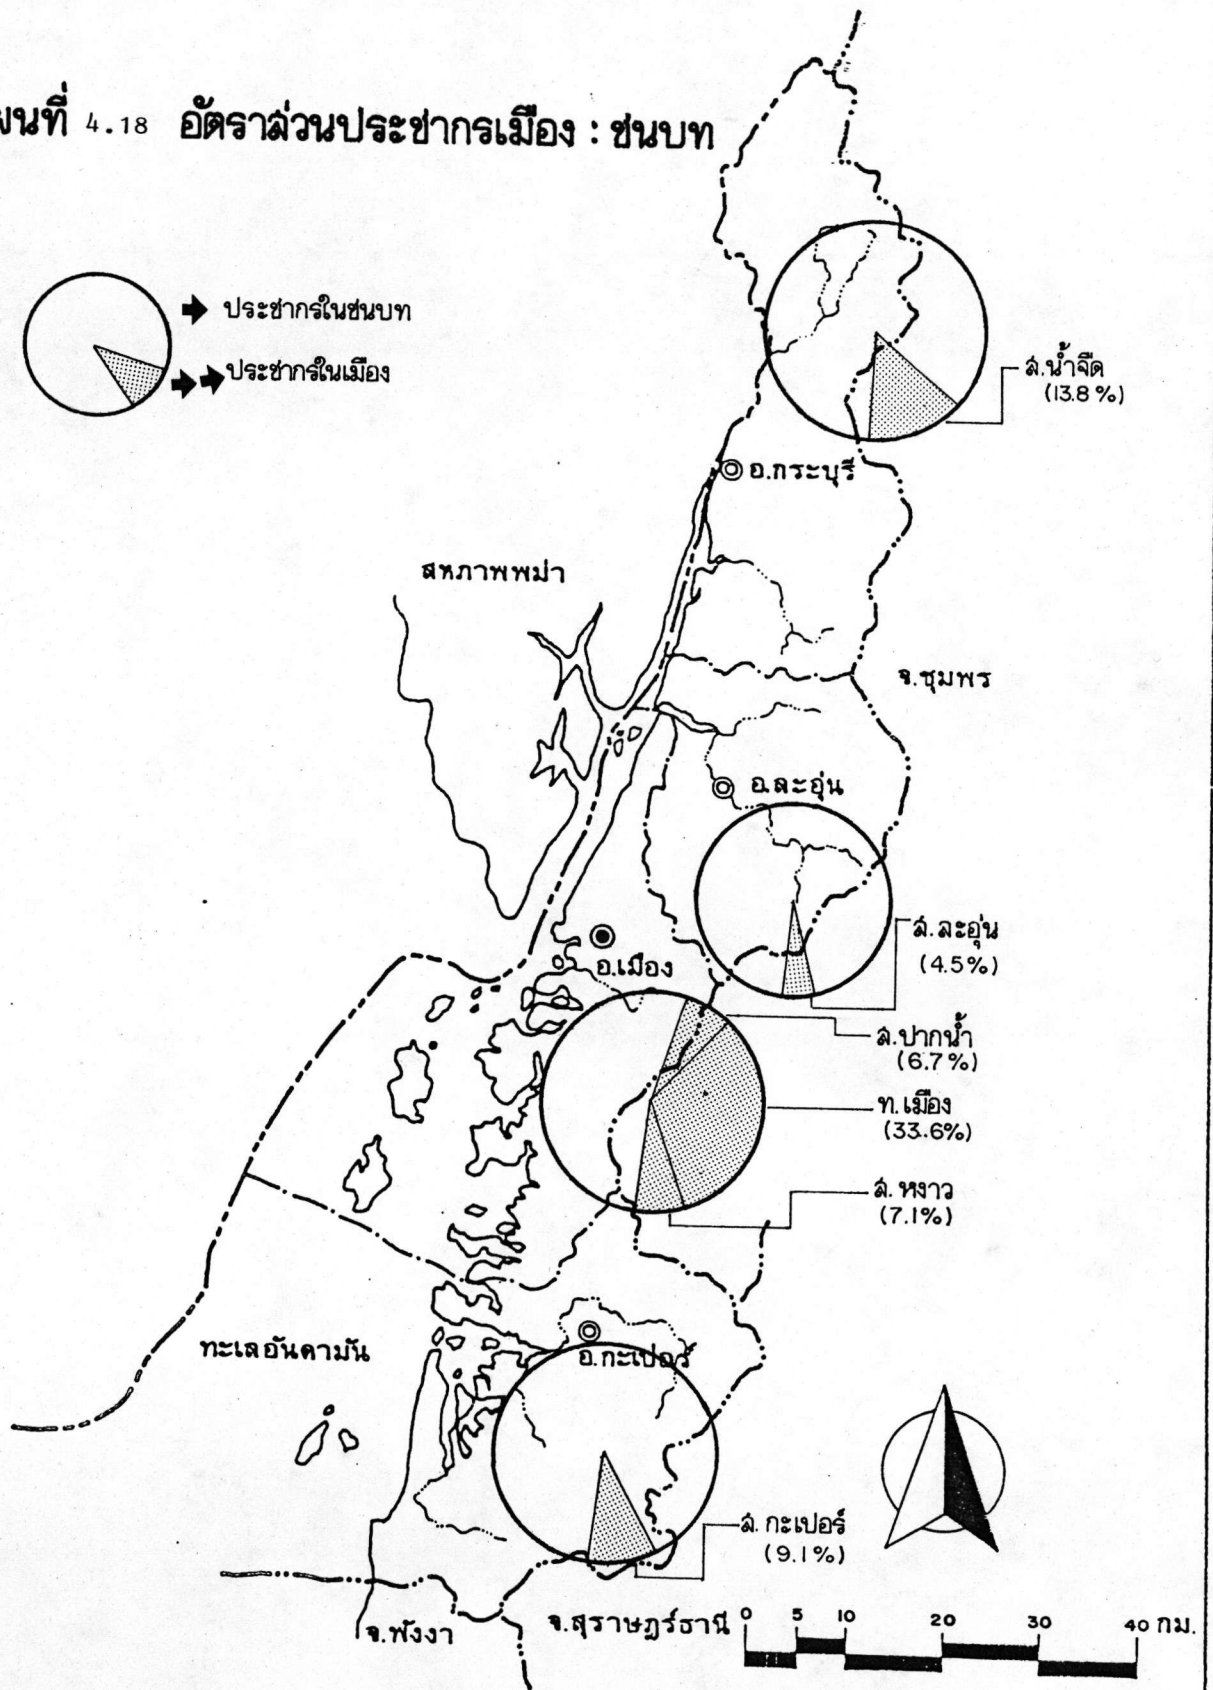 ผนที่ 4.18 อัตราส่วนประชากรเมือง : ชนบท
ประชากรในชนบท
ประชากรในเมือง
ส.น้ำจืด
(13.8%)
อ.กระบุรี
สหภาพพม่า
จ.ชุมพร
อ.ละอุ่น
ส.ละอุ่น
(4.5%)
อ.เมือง
ส.ปากน้ำ
(6.7%)
ท.เมือง
(33.6%)
ส.หงาว
(7.1%)
ทะเลอันดามัน
อ.กะเปอร์
ส.กะเปอร์
(9.1%)
จ.พังงา
จ.สุราษฎร์ธานี
0 5 10 20 30 40 กม.